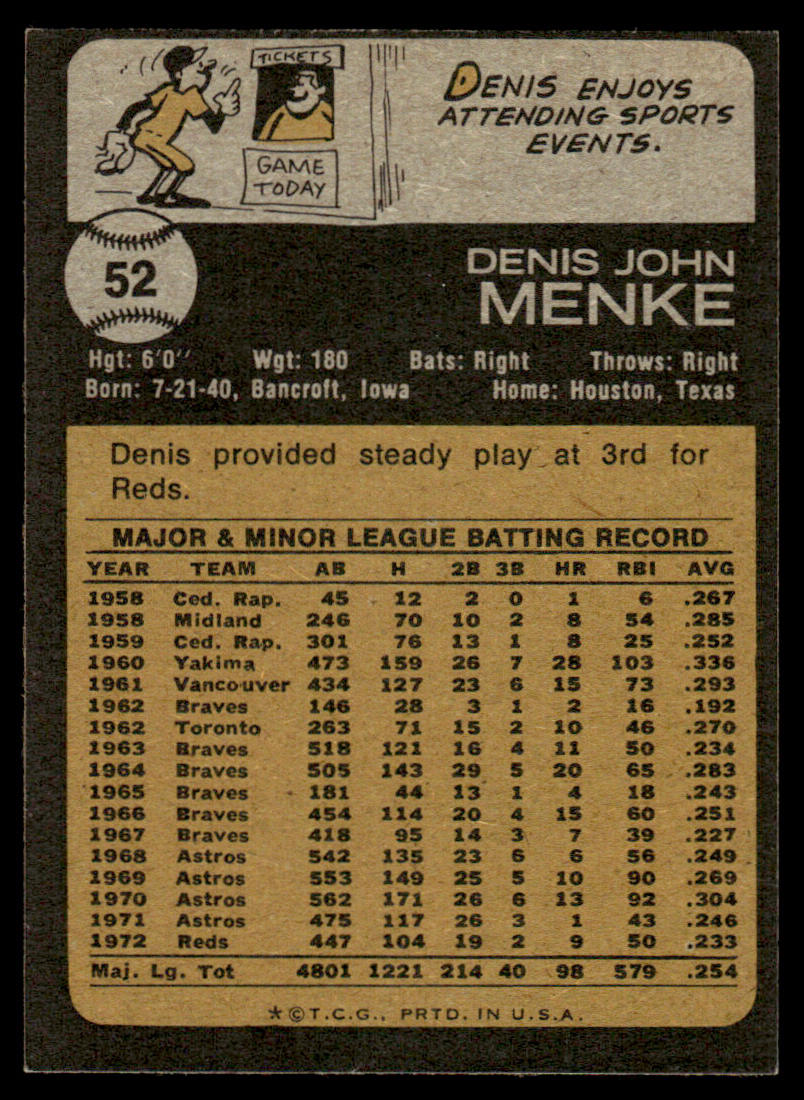 TICKETS
GAME
TODAY
DENIS ENJOYS
ATTENDING SPORTS
EVENTS.
52
DENIS JOHN
MENKE
Hgt: 6'0" Wgt: 180 Bats: Right Throws: Right
Born: 7-21-40, Bancroft, Iowa Home: Houston, Texas
Denis provided steady play at 3rd for
Reds.
MAJOR & MINOR LEAGUE BATTING RECORD
YEAR TEAM AB H 2B 3B HR RBI AVG
1958 Ced. Rap. 45 12 2 0 1 6 .267
1958 Midland 246 70 10 2 8 54 .285
1959 Ced. Rap. 301 76 13 1 8 25 .252
1960 Yakima 473 159 26 7 28 103 .336
1961 Vancouver 434 127 23 6 15 73 .293
1962 Braves 146 28 3 1 2 16 .192
1962 Toronto 263 71 15 2 10 46 .270
1963 Braves 518 121 16 4 11 50 .234
1964 Braves 505 143 29 5 20 65 .283
1965 Braves 181 44 13 1 4 18 .243
1966 Braves 454 114 20 4 15 60 .251
1967 Braves 418 95 14 3 7 39 .227
1968 Astros 542 135 23 6 6 56 .249
1969 Astros 553 149 25 5 10 90 .269
1970 Astros 562 171 26 6 13 92 .304
1971 Astros 475 117 26 3 1 43 .246
1972 Reds 447 104 19 2 9 50 .233
Maj. Lg. Tot 4801 1221 214 40 98 579 .254
*©T.C.G., PRTD. IN U.S.A.